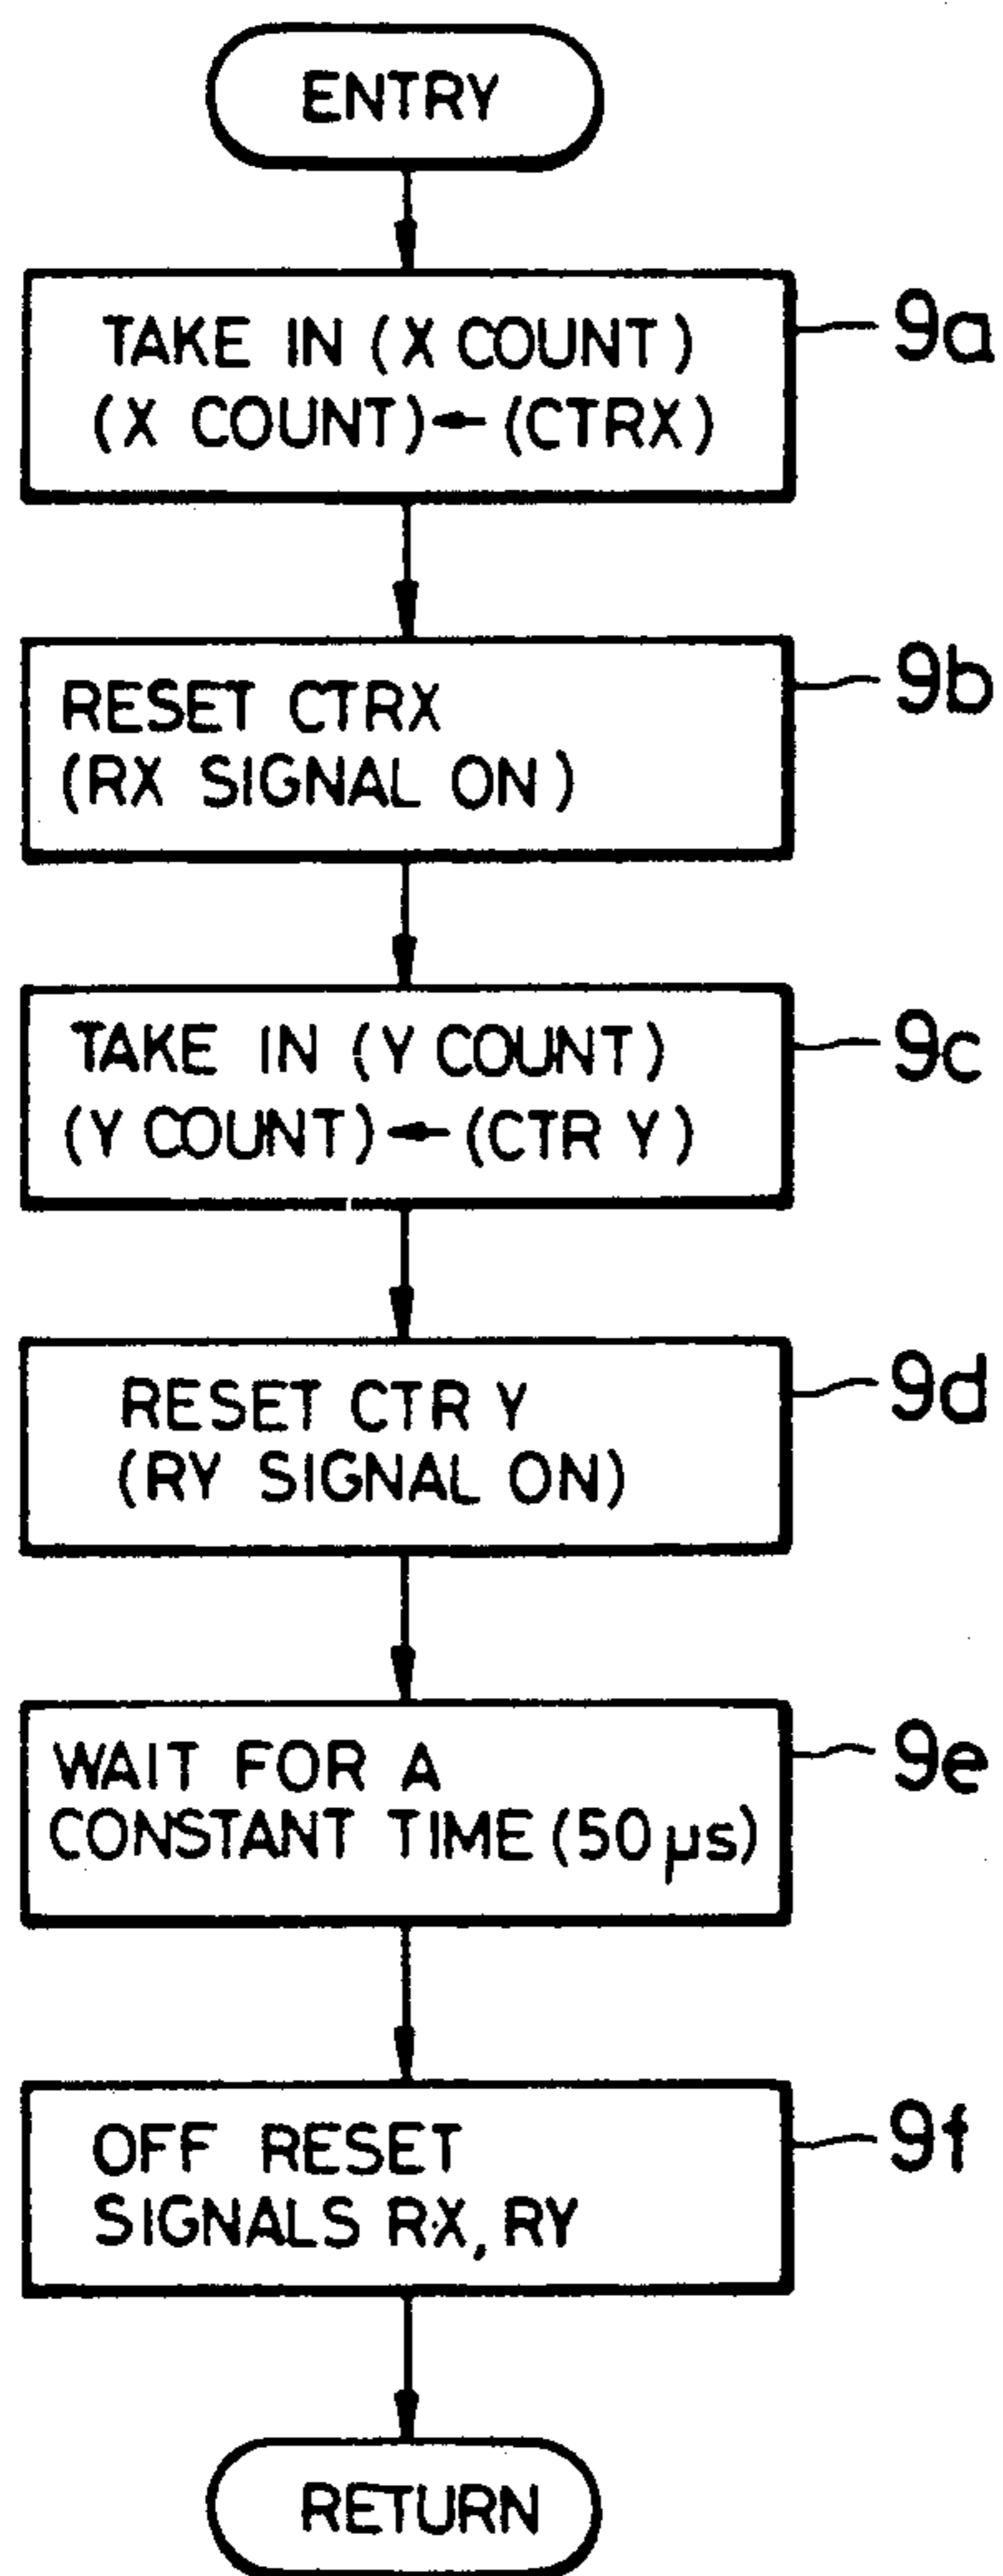 ENTRY
TAKE IN (X COUNT)
(X COUNT)←(CTRX)
9a
RESET CTRX
(RX SIGNAL ON)
9b
TAKE IN (Y COUNT)
(Y COUNT)←(CTR Y)
9c
RESET CTR Y
(RY SIGNAL ON)
9d
WAIT FOR A
CONSTANT TIME (50 μs)
9e
OFF RESET
SIGNALS RX, RY
9f
RETURN